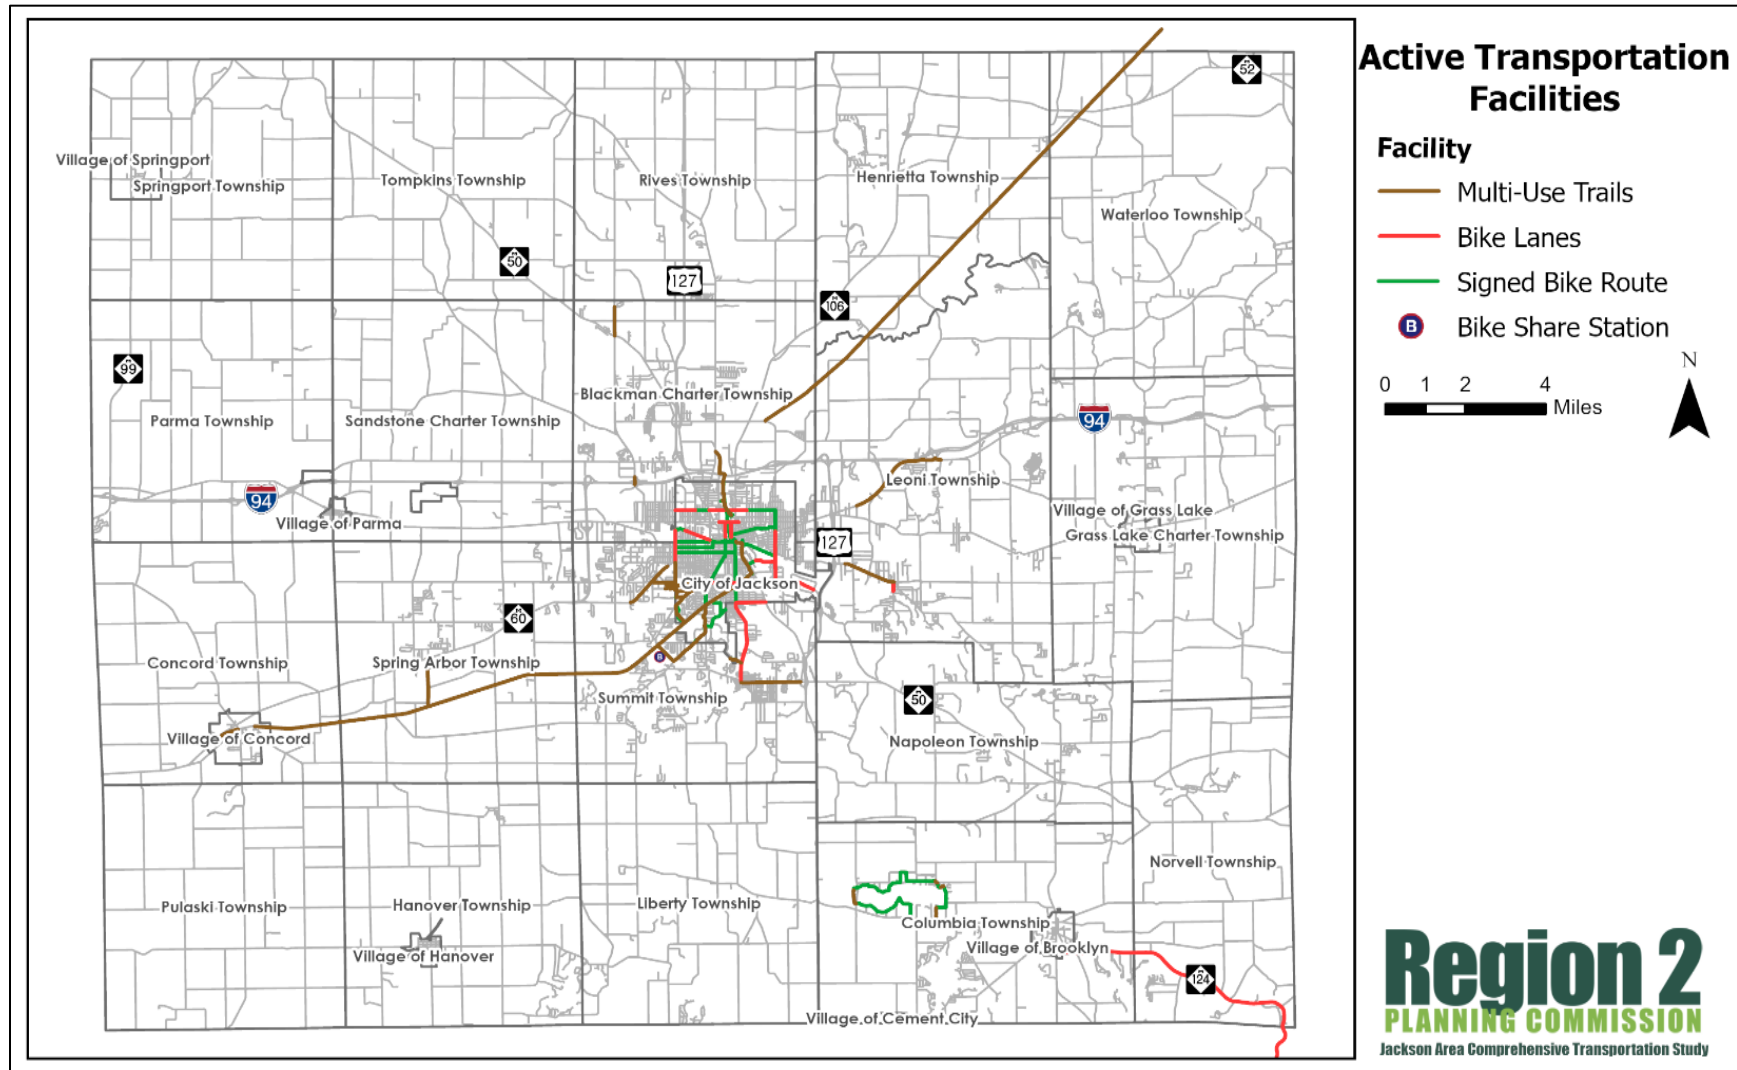 Active Transportation
Facilities
Facility
Multi-Use Trails
Bike Lanes
Signed Bike Route
B
Bike Share Station
N
0 1 2 4
Miles
M
52
Village of Springport
Springport Township
Tompkins Township
Rives Township
Henrietta Township
Waterloo Township
M
50
127
M
106
M
99
Blackman Charter Township
Parma Township
Sandstone Charter Township
94
Leoni Township
94
Village of Parma
Village of Grass Lake
Grass Lake Charter Township
127
City of Jackson
M
60
Concord Township
Spring Arbor Township
B
Summit Township
M
50
Village of Concord
Napoleon Township
Norvell Township
Pulaski Township
Hanover Township
Liberty Township
Columbia Township
Village of Hanover
Village of Brooklyn
M
124
Village of Cement City
Region 2
PLANNING COMMISSION
Jackson Area Comprehensive Transportation Study